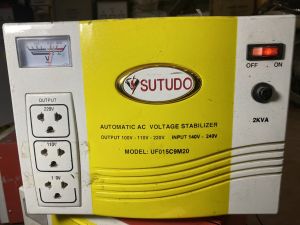 V
SUTUDO
OFF ON
OUTPUT
220V
AUTOMATIC AC VOLTAGE STABILIZER
2KVA
OUTPUT 100V - 110V - 220V INPUT 140V - 240V
110V
MODEL: UF015C9M20